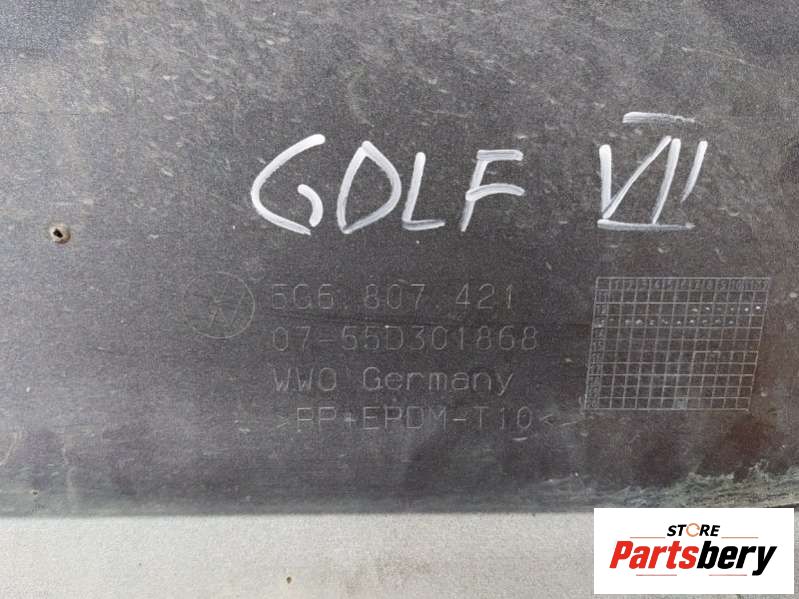 GOLF VII
5G6.807.421
07-55D301868
WWO Germany
>PP+EPDM-T10<
STORE
Partsbery